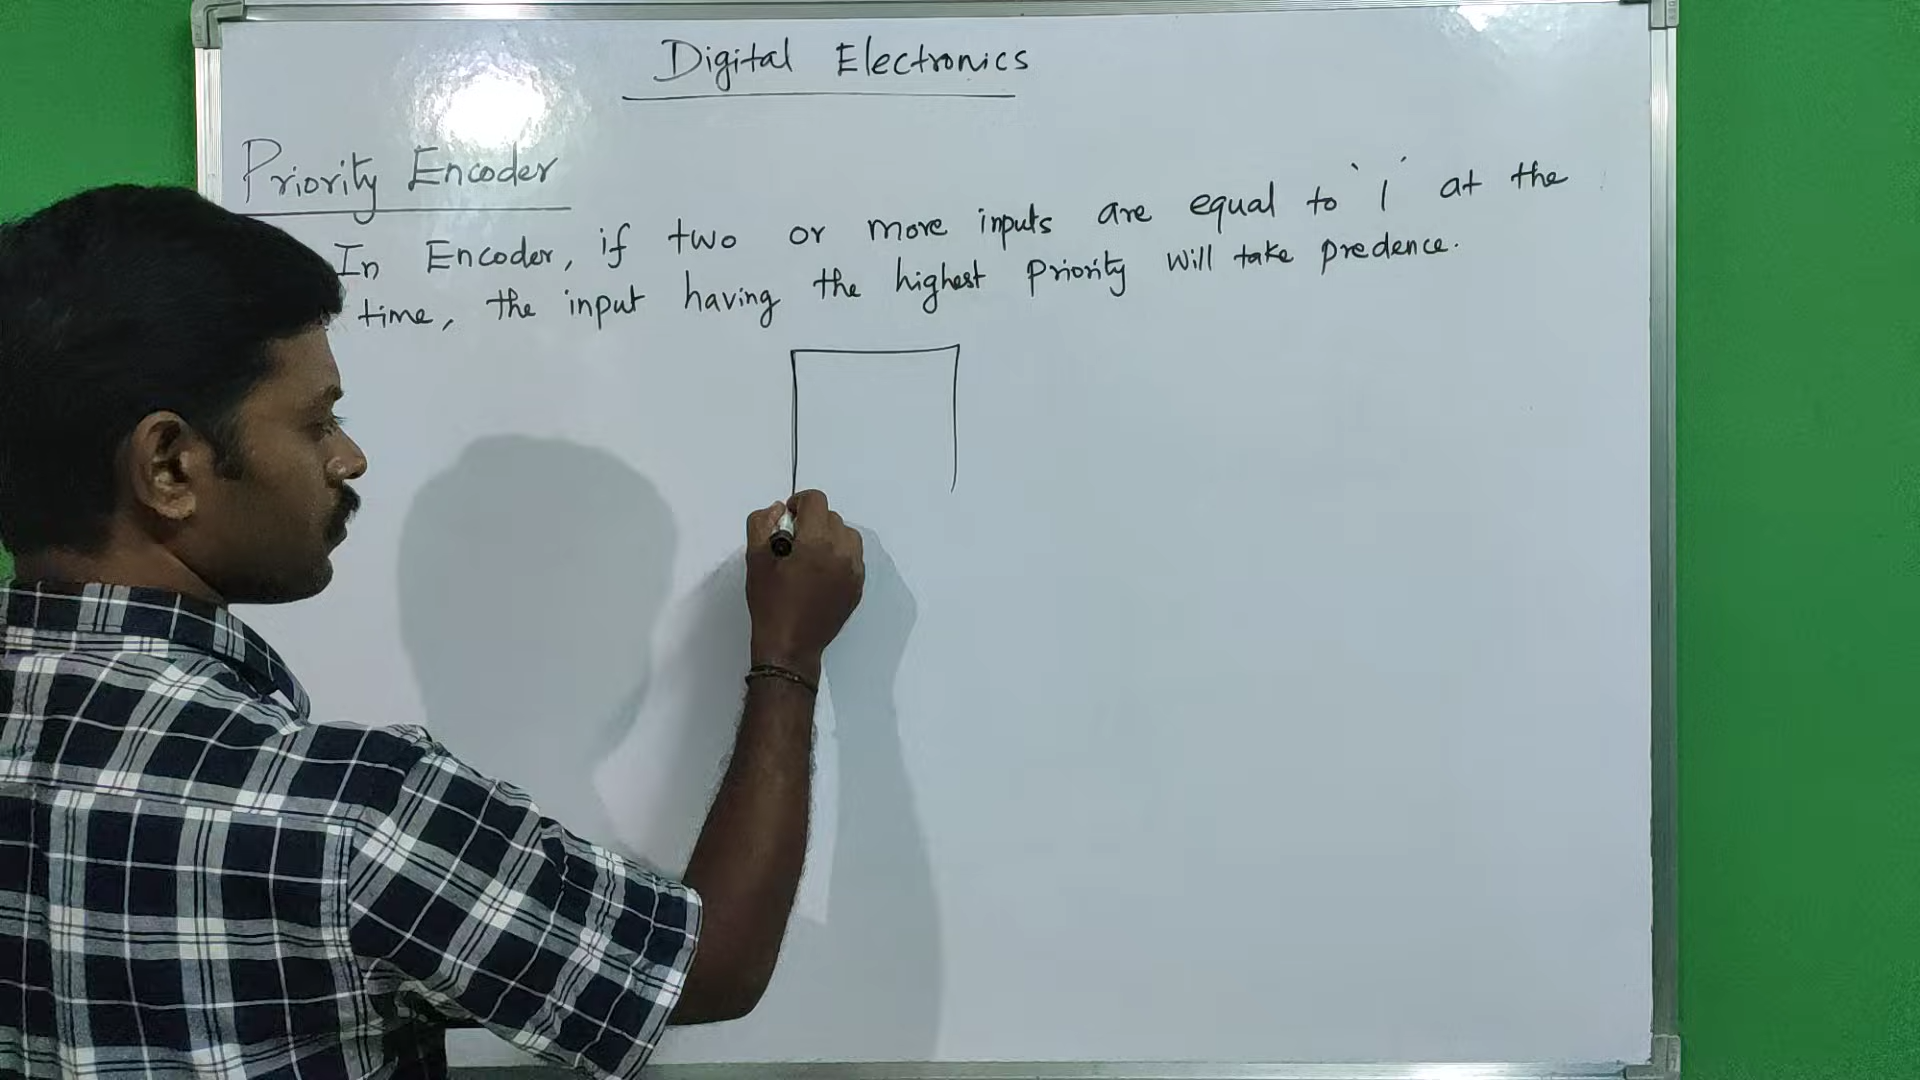 Digital Electronics
Priority Encoder
In Encoder, if two or more inputs are equal to '1' at the
time, the input having the highest Priority will take predence.